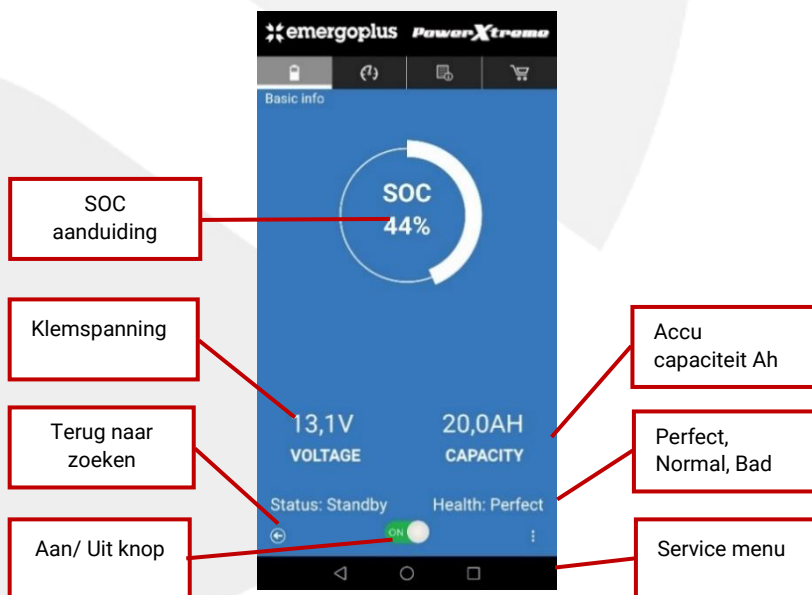 emergoplus PowerXtreme
Basic info
SOC
44%
SOC
aanduiding
Klemspanning
Accu
capaciteit Ah
13,1V
VOLTAGE
20,0AH
CAPACITY
Terug naar
zoeken
Perfect,
Normal, Bad
Status: Standby
Health: Perfect
Aan/ Uit knop
ON
Service menu